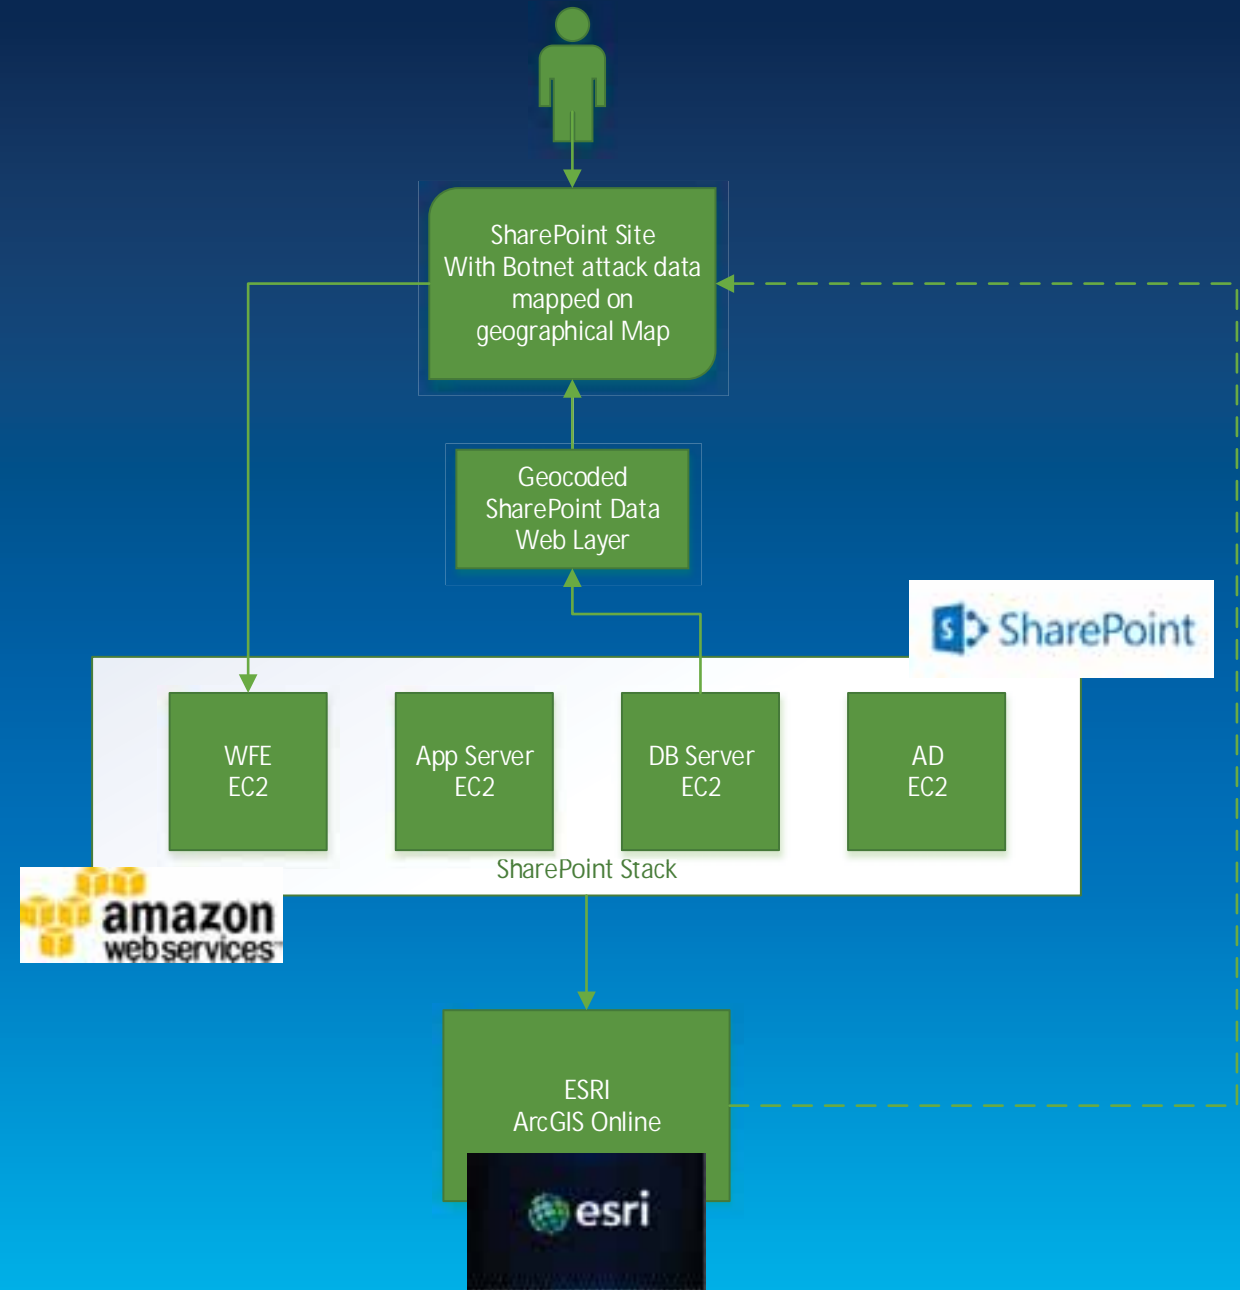 SharePoint Site
With Botnet attack data
mapped on
geographical Map
Geocoded
SharePoint Data
Web Layer
S SharePoint
WFE
EC2
App Server
EC2
DB Server
EC2
AD
EC2
SharePoint Stack
amazon
webservices
ESRI
ArcGIS Online
esri